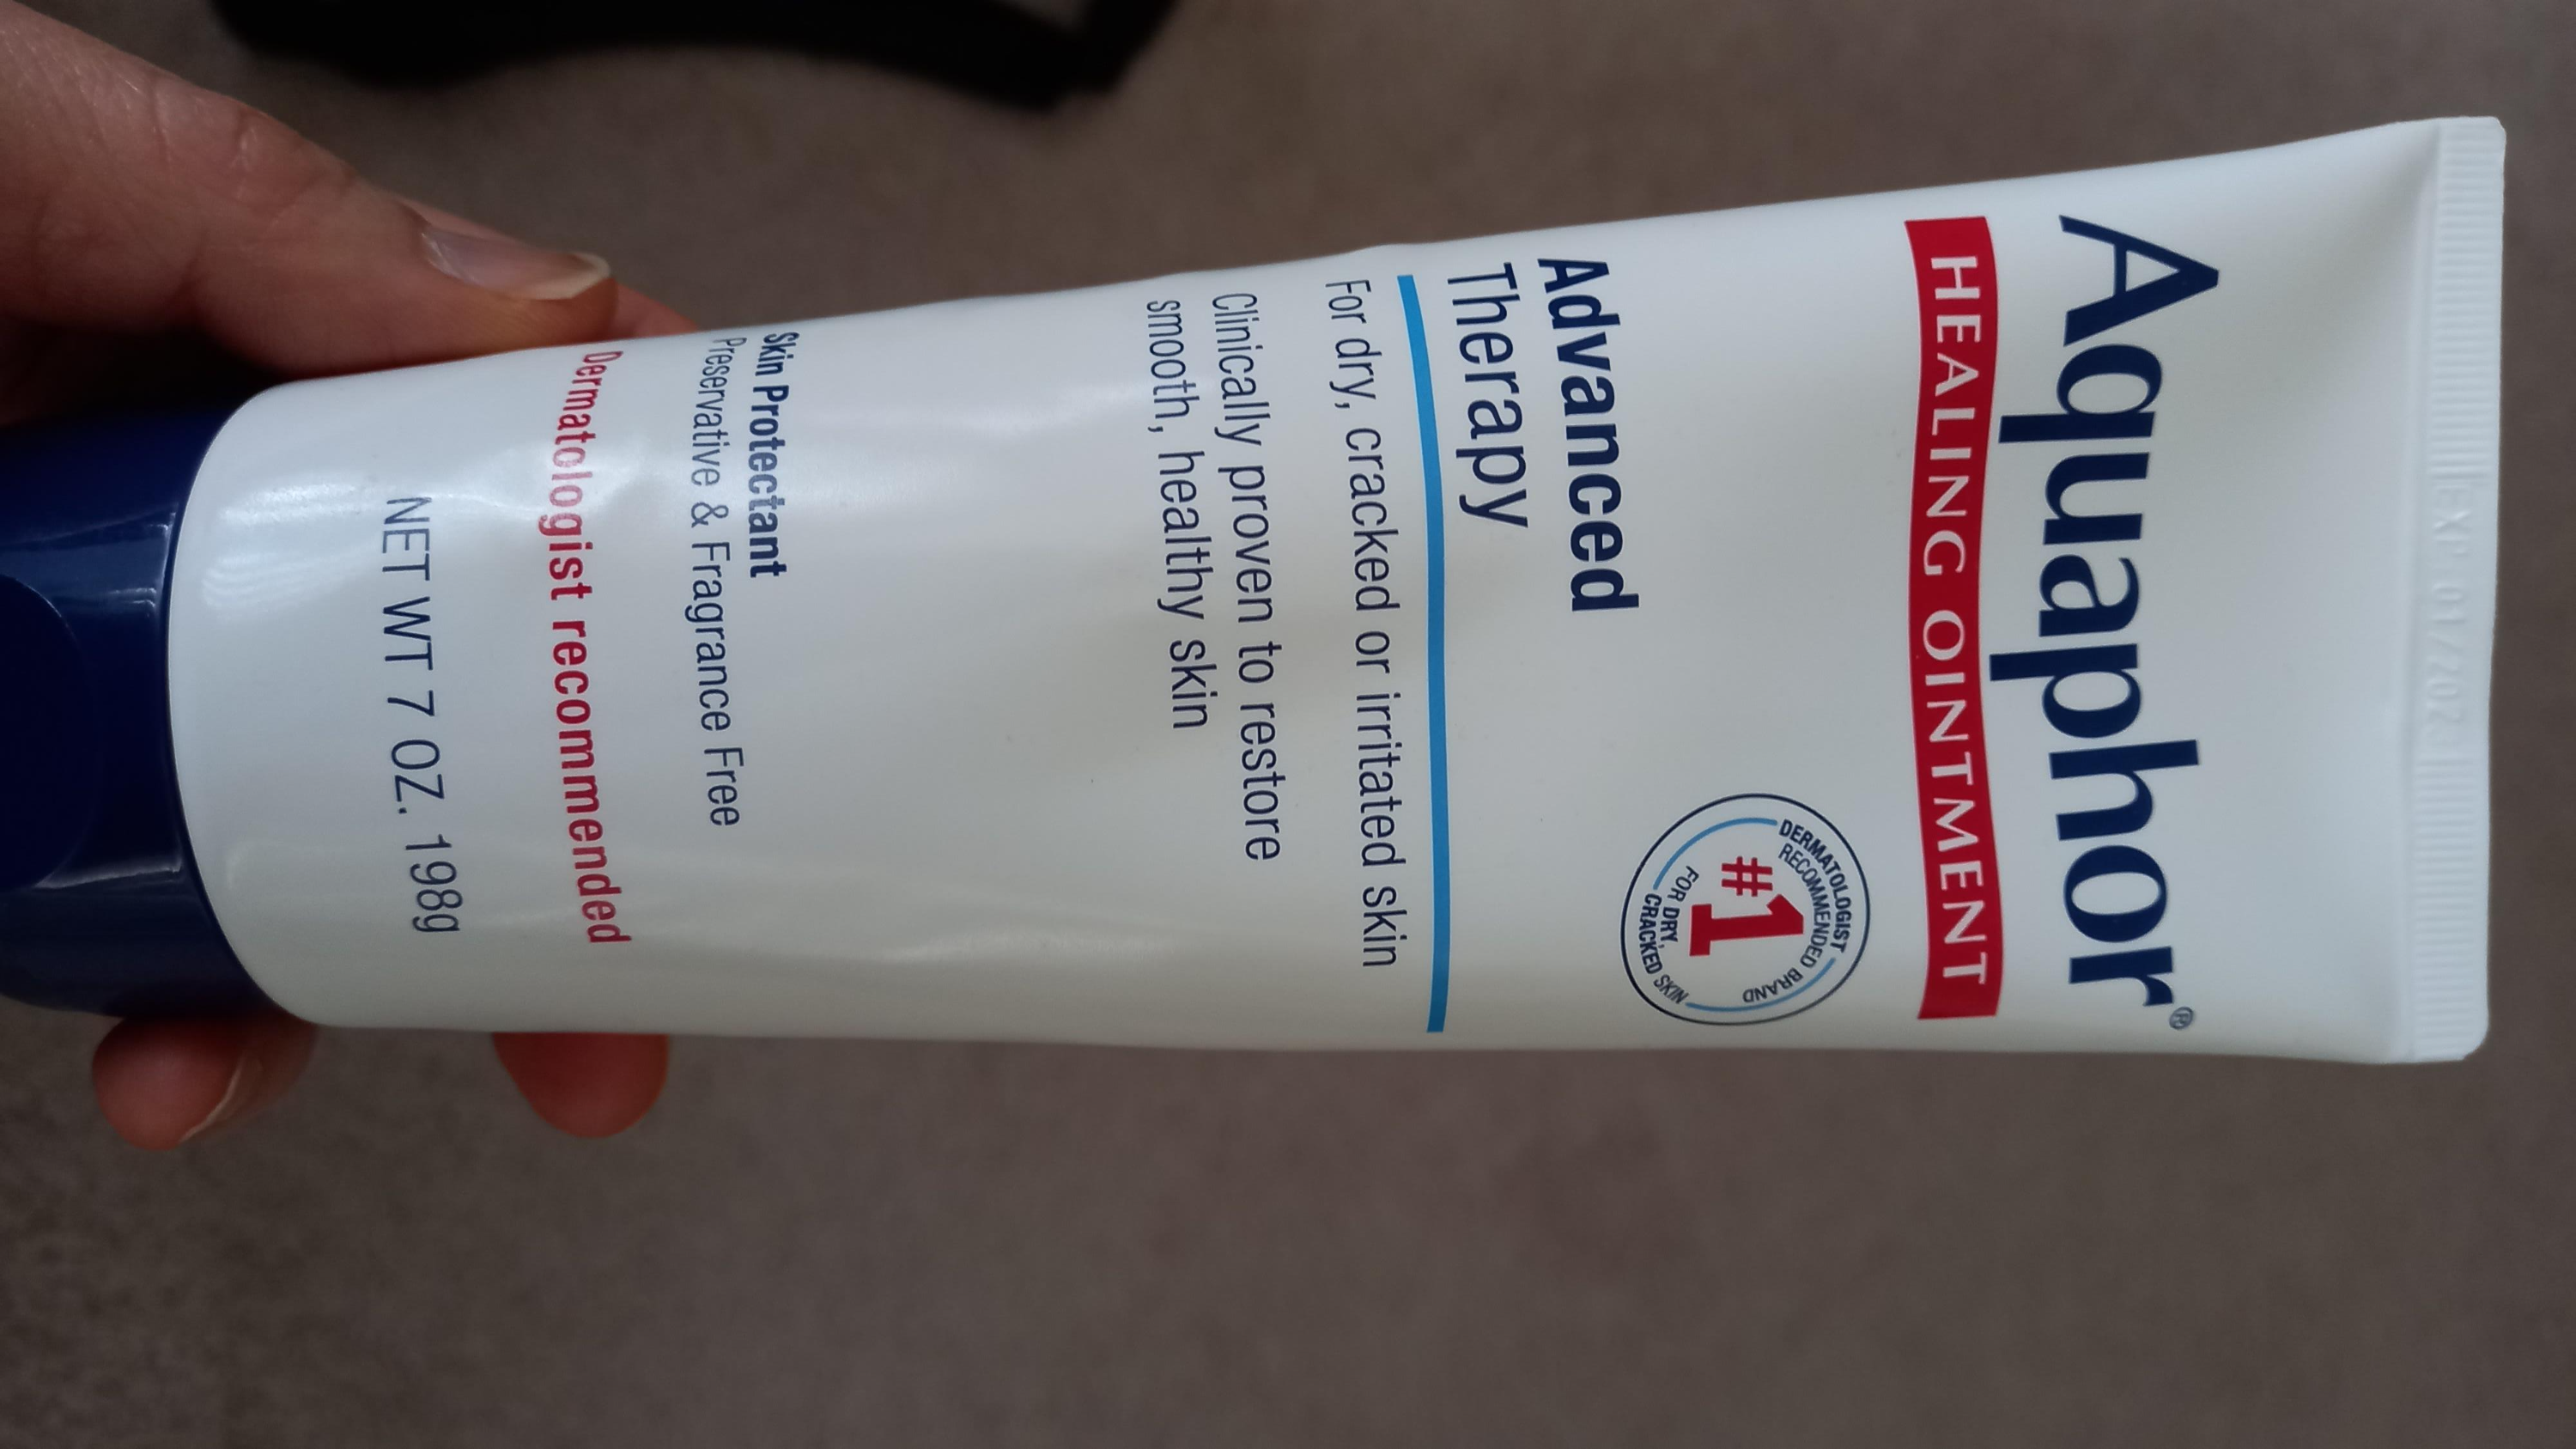 EXP
Aquaphor®
HEALING OINTMENT
DERMATOLOGIST
RECOMMENDED BRAND
#1
FOR DRY,
CRACKED SKIN
Advanced
Therapy
For dry, cracked or irritated skin
Clinically proven to restore
smooth, healthy skin
Skin Protectant
Preservative & Fragrance Free
Dermatologist recommended
NET WT 7 OZ. 198g